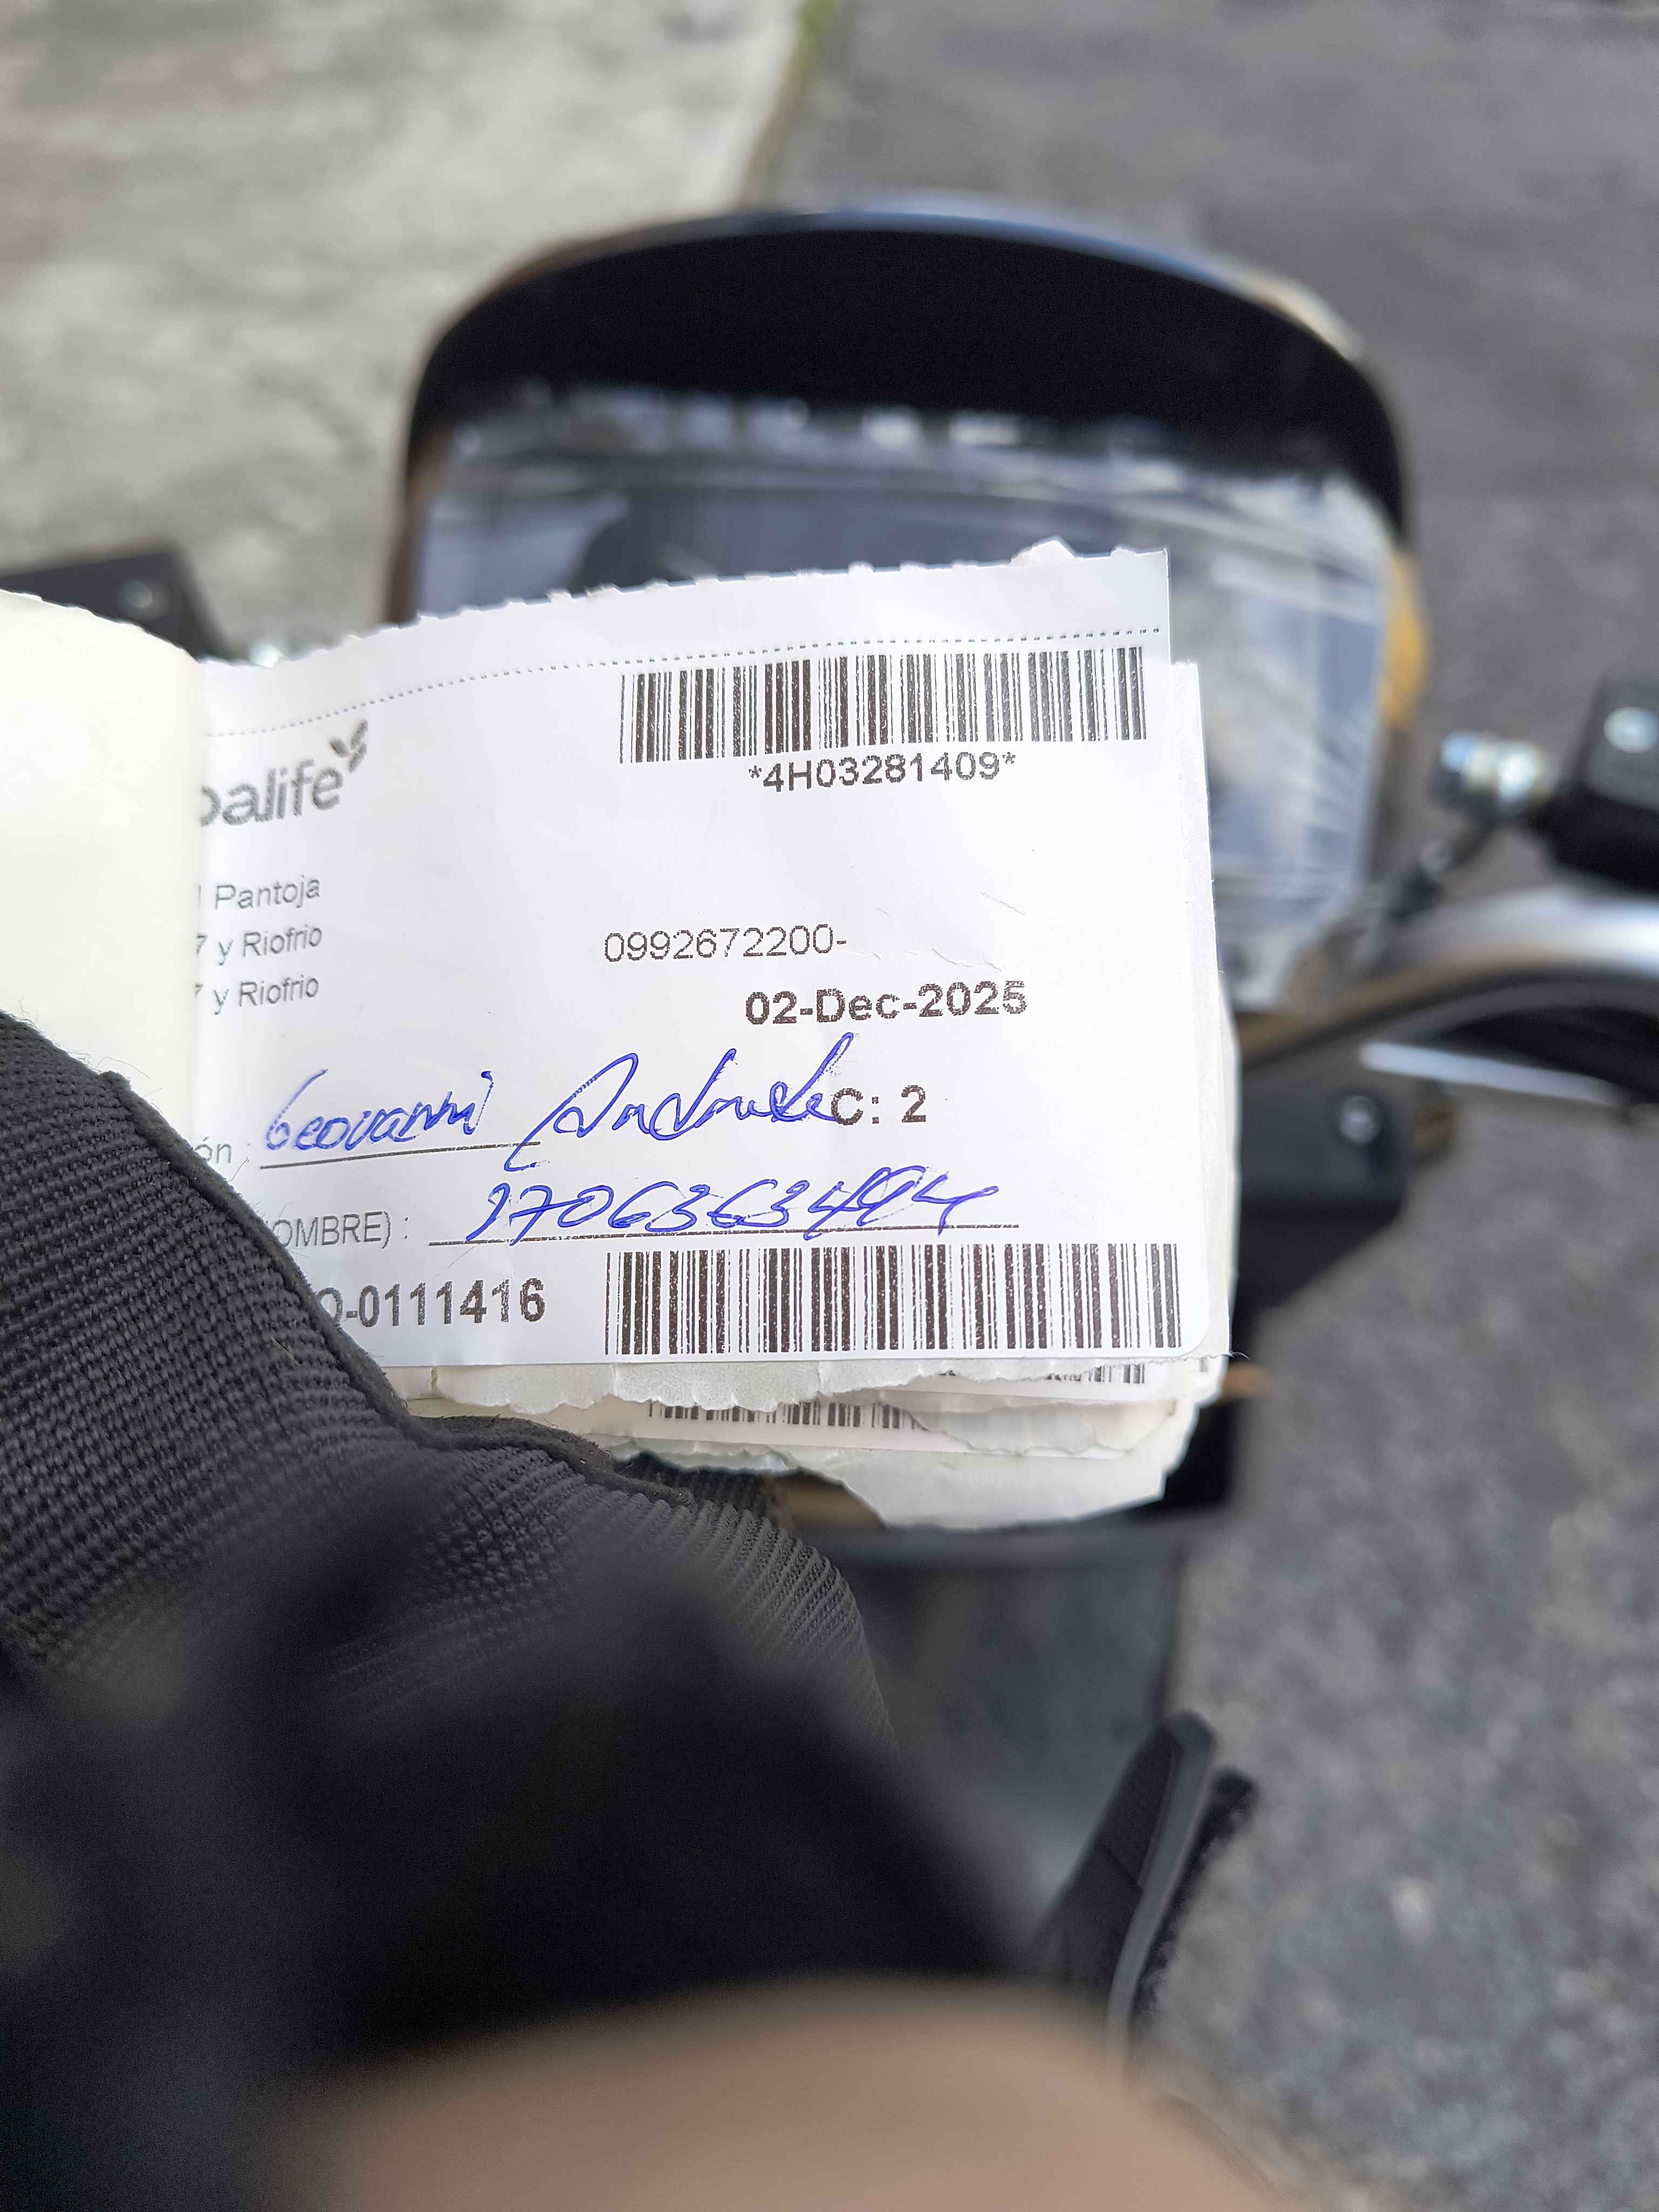 *4H03281409*
balife
Pantoja
7 y Riofrio
0992672200-
7 y Riofrio
02-Dec-2025
ón : Geovanni Andrade C: 2
OMBRE) : 1706363494
O-0111416